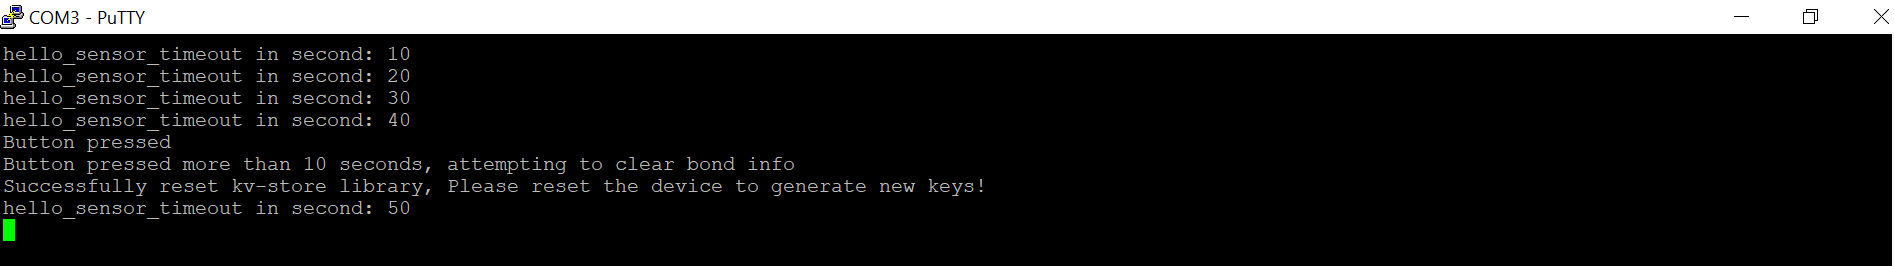 COM3 - PuTTY
hello_sensor_timeout in second: 10
hello_sensor_timeout in second: 20
hello_sensor_timeout in second: 30
hello_sensor_timeout in second: 40
Button pressed
Button pressed more than 10 seconds, attempting to clear bond info
Successfully reset kv-store library, Please reset the device to generate new keys!
hello_sensor_timeout in second: 50